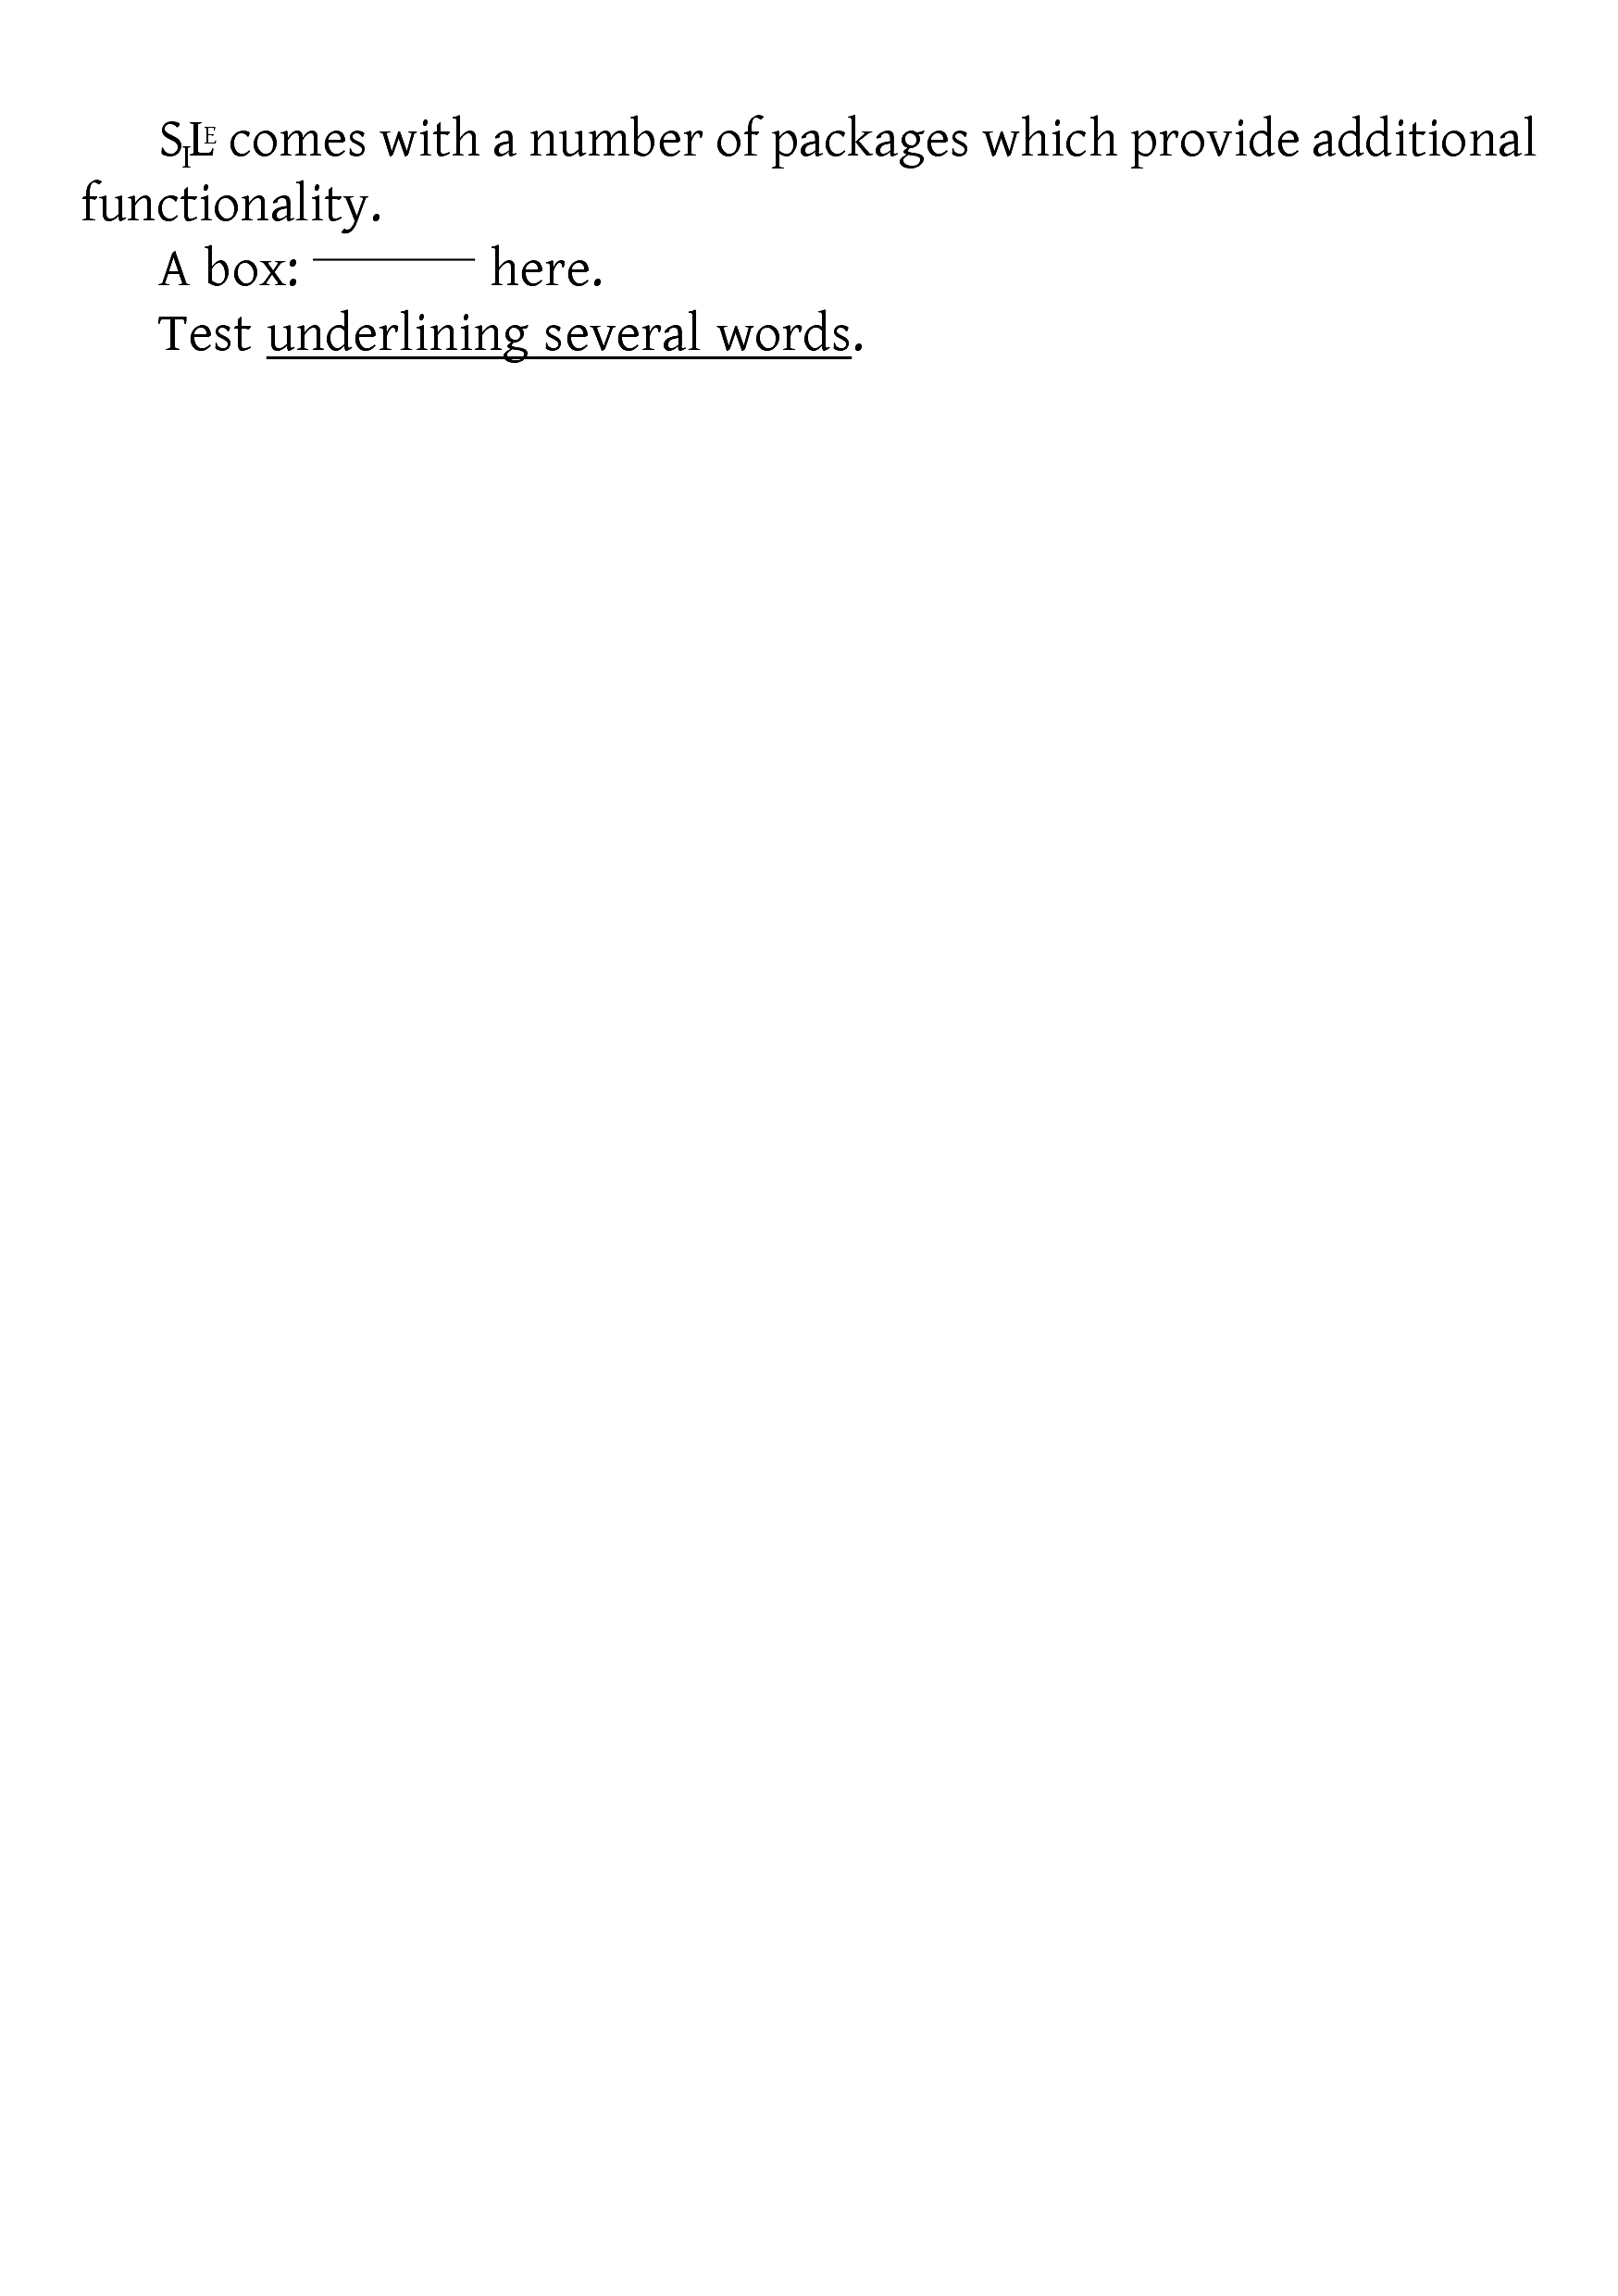 SILE comes with a number of packages which provide additional
functionality.
A box: here.
Test underlining several words.